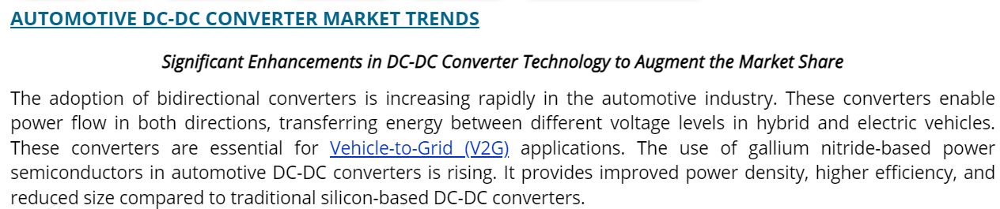 AUTOMOTIVE DC-DC CONVERTER MARKET TRENDS
Significant Enhancements in DC-DC Converter Technology to Augment the Market Share
The adoption of bidirectional converters is increasing rapidly in the automotive industry. These converters enable
power flow in both directions, transferring energy between different voltage levels in hybrid and electric vehicles.
These converters are essential for Vehicle-to-Grid (V2G) applications. The use of gallium nitride-based power
semiconductors in automotive DC-DC converters is rising. It provides improved power density, higher efficiency, and
reduced size compared to traditional silicon-based DC-DC converters.